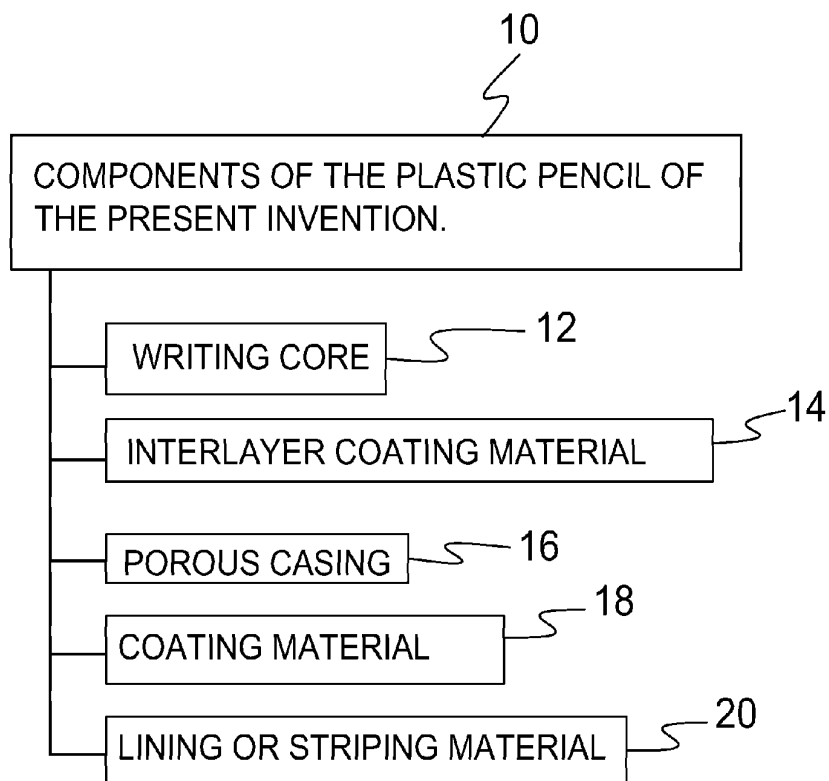 10
COMPONENTS OF THE PLASTIC PENCIL OF
THE PRESENT INVENTION.
WRITING CORE
12
INTERLAYER COATING MATERIAL
14
POROUS CASING
16
COATING MATERIAL
18
LINING OR STRIPING MATERIAL
20